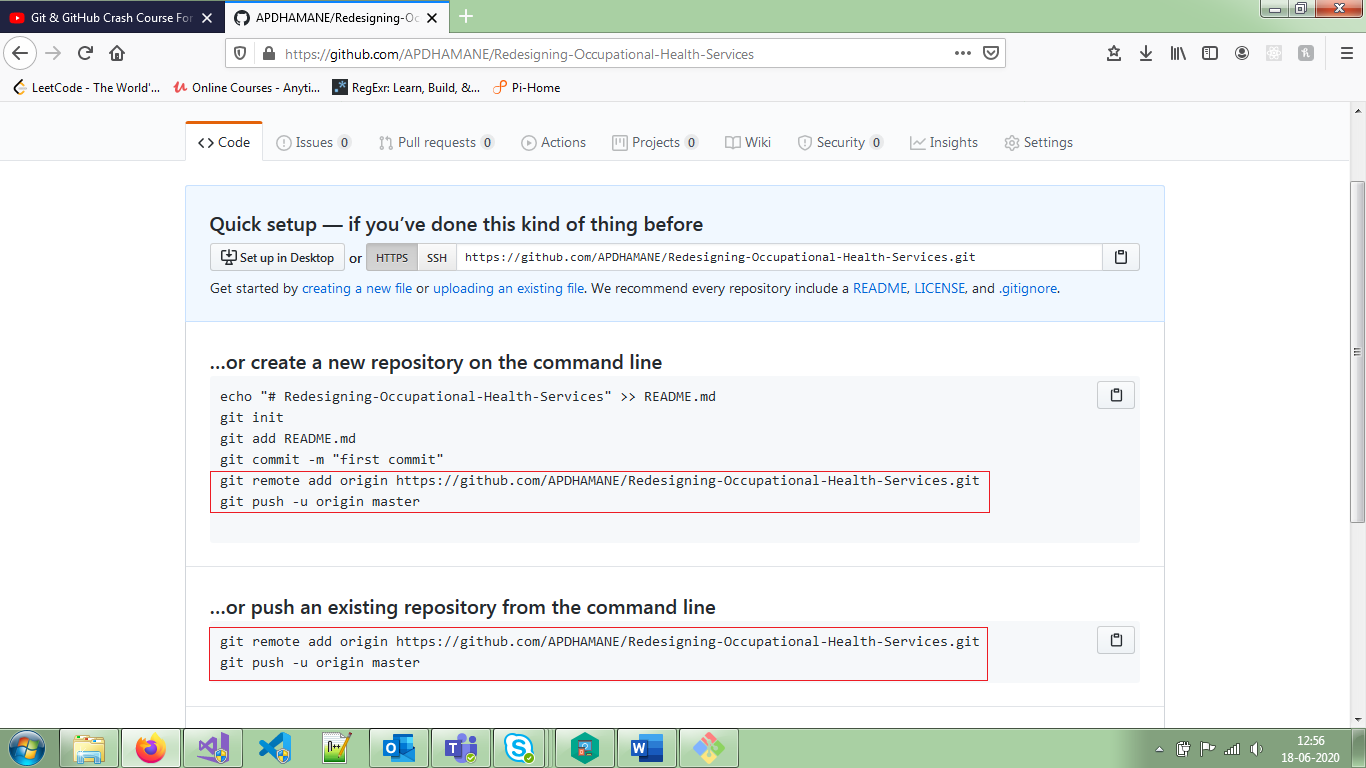 Git & GitHub Crash Course For
APDHAMANE/Redesigning-Oc
https://github.com/APDHAMANE/Redesigning-Occupational-Health-Services
LeetCode - The World'...
Online Courses - Anyti...
RegExr: Learn, Build, &...
Pi-Home
Code
Issues 0
Pull requests 0
Actions
Projects 0
Wiki
Security 0
Insights
Settings
Quick setup — if you’ve done this kind of thing before
Set up in Desktop or HTTPS SSH https://github.com/APDHAMANE/Redesigning-Occupational-Health-Services.git
Get started by creating a new file or uploading an existing file. We recommend every repository include a README, LICENSE, and .gitignore.
…or create a new repository on the command line
echo "# Redesigning-Occupational-Health-Services" >> README.md
git init
git add README.md
git commit -m "first commit"
git remote add origin https://github.com/APDHAMANE/Redesigning-Occupational-Health-Services.git
git push -u origin master
…or push an existing repository from the command line
git remote add origin https://github.com/APDHAMANE/Redesigning-Occupational-Health-Services.git
git push -u origin master
12:56
18-06-2020